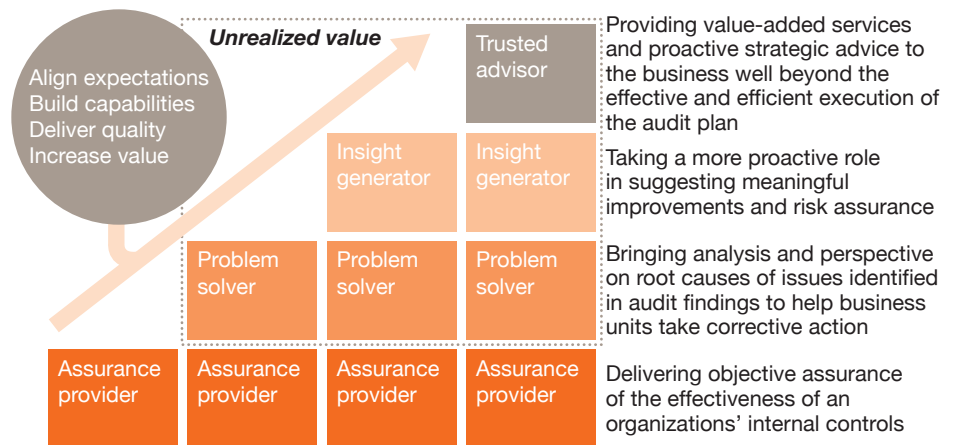 Align expectations
Build capabilities
Deliver quality
Increase value
Unrealized value
Trusted
advisor
Providing value-added services
and proactive strategic advice to
the business well beyond the
effective and efficient execution of
the audit plan
Insight
generator
Insight
generator
Taking a more proactive role
in suggesting meaningful
improvements and risk assurance
Problem
solver
Problem
solver
Problem
solver
Bringing analysis and perspective
on root causes of issues identified
in audit findings to help business
units take corrective action
Assurance
provider
Assurance
provider
Assurance
provider
Assurance
provider
Delivering objective assurance
of the effectiveness of an
organizations’ internal controls